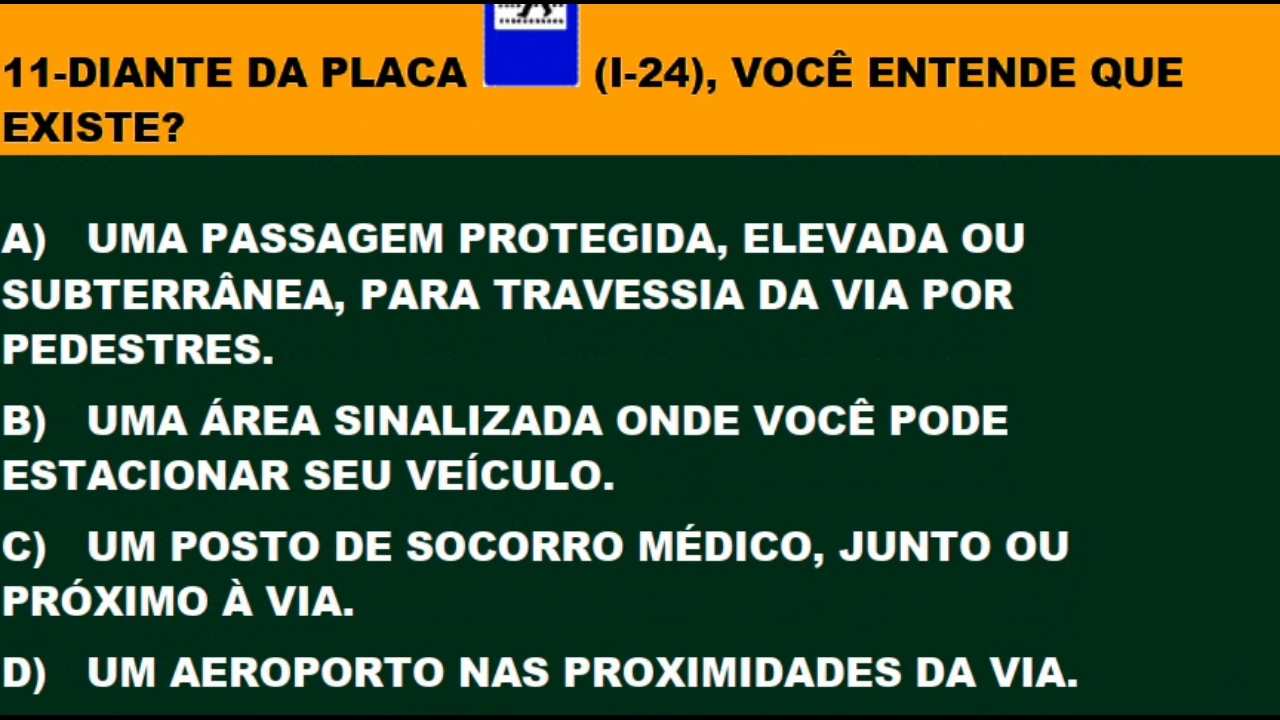 11-DIANTE DA PLACA (I-24), VOCÊ ENTENDE QUE
EXISTE?
A) UMA PASSAGEM PROTEGIDA, ELEVADA OU
SUBTERRÂNEA, PARA TRAVESSIA DA VIA POR
PEDESTRES.
B) UMA ÁREA SINALIZADA ONDE VOCÊ PODE
ESTACIONAR SEU VEÍCULO.
C) UM POSTO DE SOCORRO MÉDICO, JUNTO OU
PRÓXIMO À VIA.
D) UM AEROPORTO NAS PROXIMIDADES DA VIA.